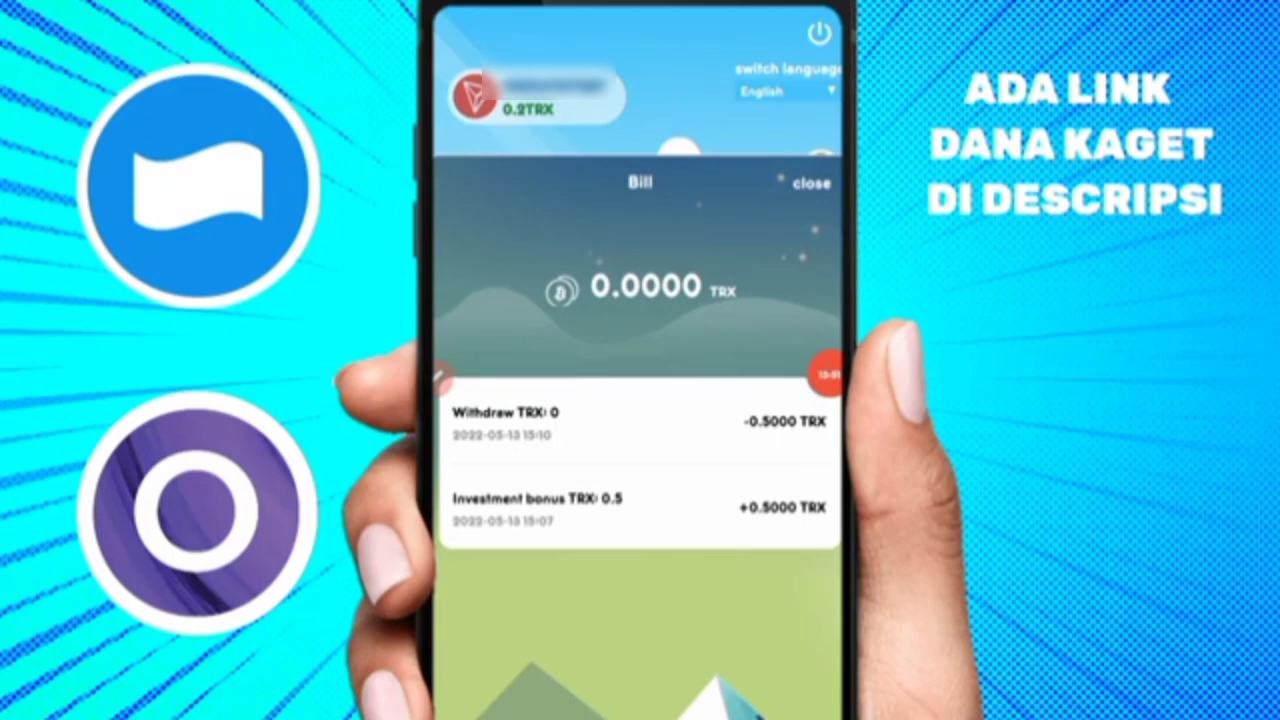 switch language
English
0.2TRX
ADA LINK
DANA KAGET
DI DESCRIPSI
Bill
close
0.0000 TRX
Withdraw TRX: 0
-0.5000 TRX
2022-05-13 15:10
Investment bonus TRX: 0.5
+0.5000 TRX
2022-05-13 15:07